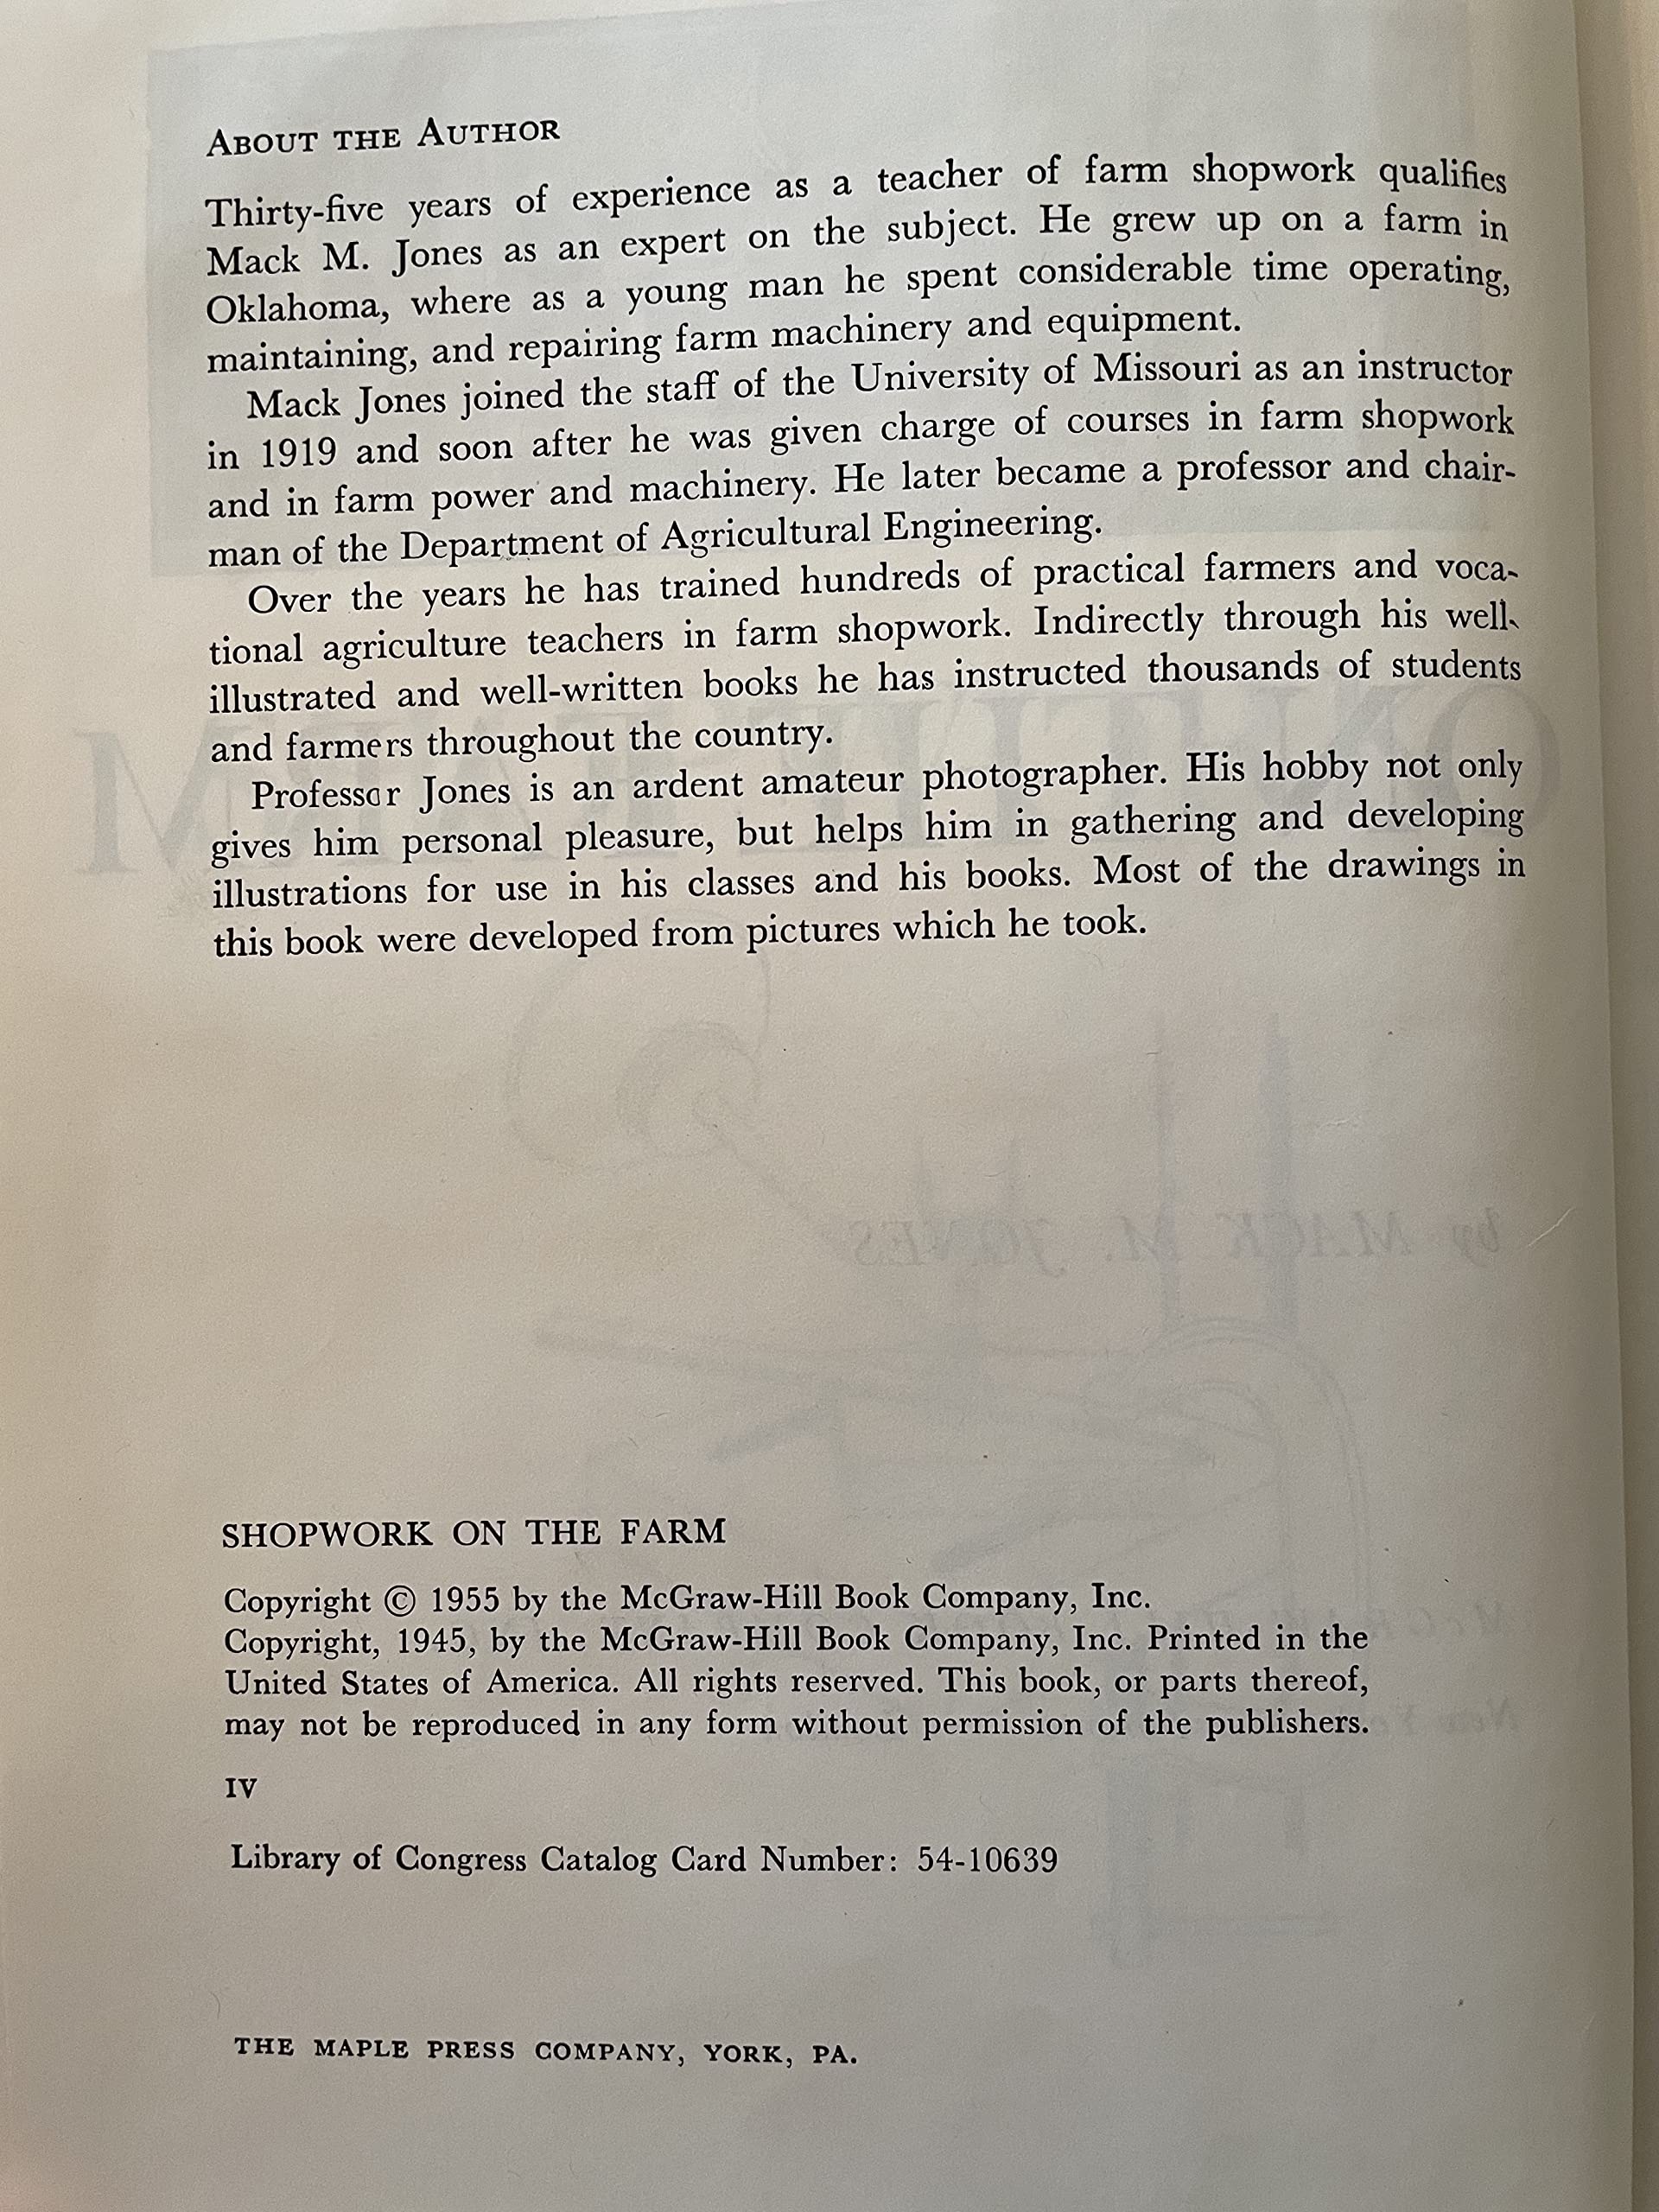 ABOUT THE AUTHOR
Thirty-five years of experience as a teacher of farm shopwork qualifies
Mack M. Jones as an expert on the subject. He grew up on a farm in
Oklahoma, where as a young man he spent considerable time operating,
maintaining, and repairing farm machinery and equipment.
Mack Jones joined the staff of the University of Missouri as an instructor
in 1919 and soon after he was given charge of courses in farm shopwork
and in farm power and machinery. He later became a professor and chair-
man of the Department of Agricultural Engineering.
Over the years he has trained hundreds of practical farmers and voca-
tional agriculture teachers in farm shopwork. Indirectly through his well-
illustrated and well-written books he has instructed thousands of students
and farmers throughout the country.
Professor Jones is an ardent amateur photographer. His hobby not only
gives him personal pleasure, but helps him in gathering and developing
illustrations for use in his classes and his books. Most of the drawings in
this book were developed from pictures which he took.
by MACK M. JONES
SHOPWORK ON THE FARM
Copyright © 1955 by the McGraw-Hill Book Company, Inc.
Copyright, 1945, by the McGraw-Hill Book Company, Inc. Printed in the
United States of America. All rights reserved. This book, or parts thereof,
may not be reproduced in any form without permission of the publishers.
IV
Library of Congress Catalog Card Number: 54-10639
THE MAPLE PRESS COMPANY, YORK, PA.